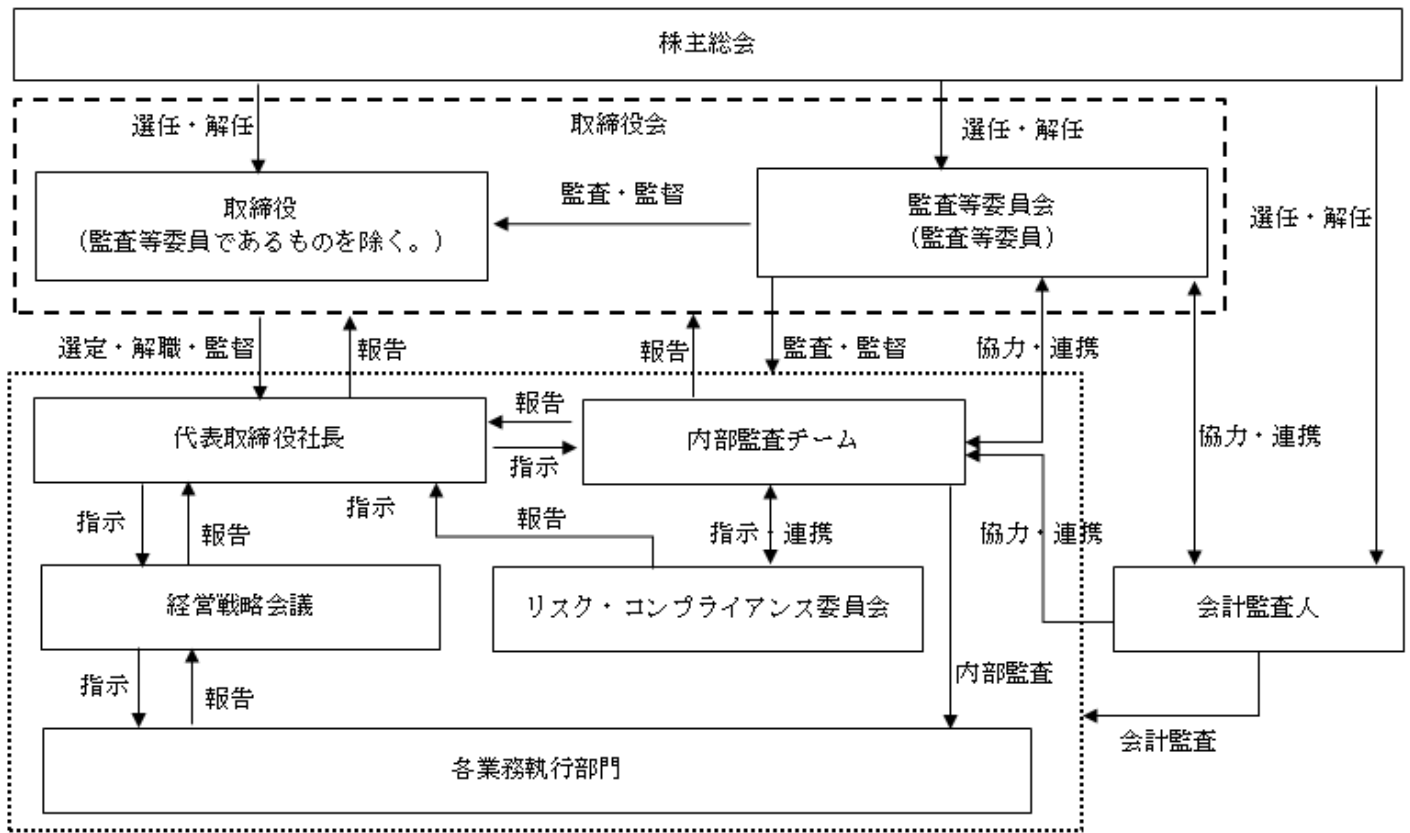 株主総会
選任・解任
取締役会
選任・解任
取締役
（監査等委員であるものを除く。）
監査・監督
監査等委員会
（監査等委員）
選任・解任
選定・解職・監督
報告
報告
監査・監督
協力・連携
代表取締役社長
報告
指示
内部監査チーム
協力・連携
指示
報告
指示
報告
指示・連携
協力・連携
経営戦略会議
リスク・コンプライアンス委員会
会計監査人
指示
報告
内部監査
会計監査
各業務執行部門